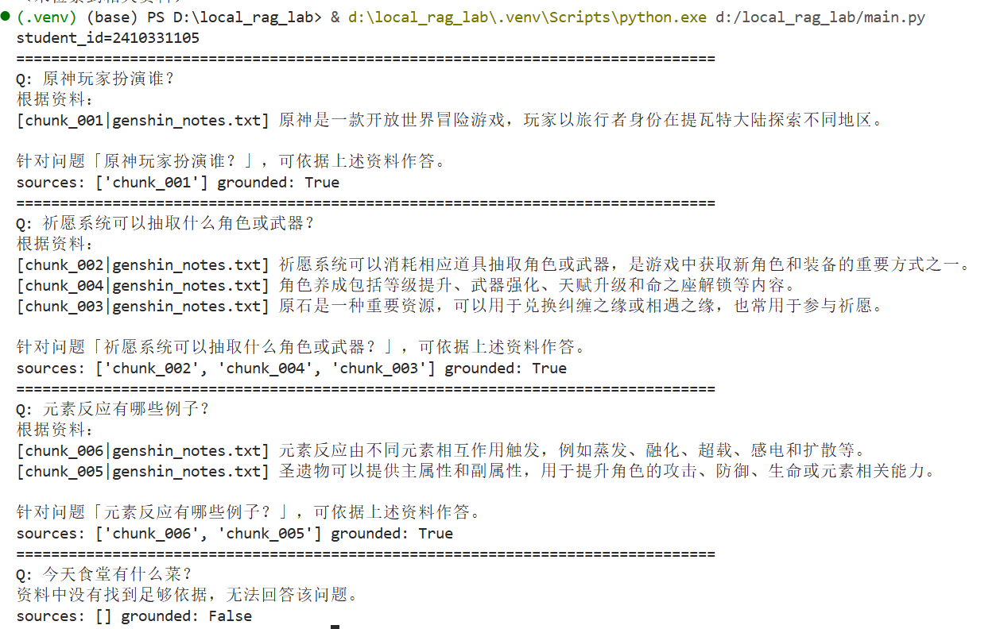 (.venv) (base) PS D:\local_rag_lab> & d:\local_rag_lab\.venv\Scripts\python.exe d:/local_rag_lab/main.py
student_id=2410331105
================================================================================
Q: 原神玩家扮演谁?
根据资料:
[chunk_001|genshin_notes.txt] 原神是一款开放世界冒险游戏,玩家以旅行者身份在提瓦特大陆探索不同地区。
针对问题「原神玩家扮演谁?」,可依据上述资料作答。
sources: ['chunk_001'] grounded: True
================================================================================
Q: 祈愿系统可以抽取什么角色或武器?
根据资料:
[chunk_002|genshin_notes.txt] 祈愿系统可以消耗相应道具抽取角色或武器,是游戏中获取新角色和装备的重要方式之一。
[chunk_004|genshin_notes.txt] 角色养成包括等级提升、武器强化、天赋升级和命之座解锁等内容。
[chunk_003|genshin_notes.txt] 原石是一种重要资源,可以用于兑换纠缠之缘或相遇之缘,也常用于参与祈愿。
针对问题「祈愿系统可以抽取什么角色或武器?」,可依据上述资料作答。
sources: ['chunk_002', 'chunk_004', 'chunk_003'] grounded: True
================================================================================
Q: 元素反应有哪些例子?
根据资料:
[chunk_006|genshin_notes.txt] 元素反应由不同元素相互作用触发,例如蒸发、融化、超载、感电和扩散等。
[chunk_005|genshin_notes.txt] 圣遗物可以提供主属性和副属性,用于提升角色的攻击、防御、生命或元素相关能力。
针对问题「元素反应有哪些例子?」,可依据上述资料作答。
sources: ['chunk_006', 'chunk_005'] grounded: True
================================================================================
Q: 今天食堂有什么菜?
资料中没有找到足够依据,无法回答该问题。
sources: [] grounded: False